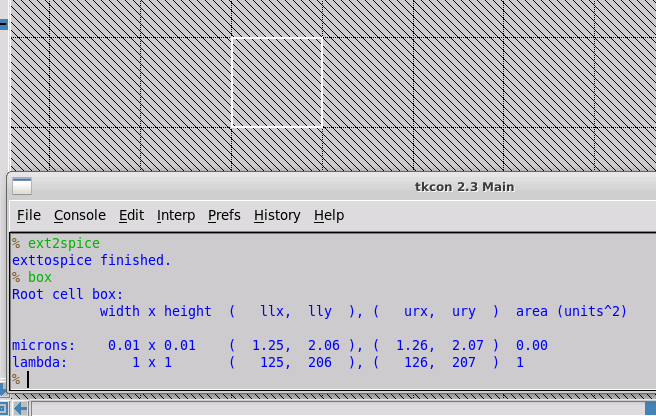 tkcon 2.3 Main
File Console Edit Interp Prefs History Help
% ext2spice
exttospice finished.
% box
Root cell box:
width x height ( llx, lly ), ( urx, ury ) area (units^2)
microns: 0.01 x 0.01 ( 1.25, 2.06 ), ( 1.26, 2.07 ) 0.00
lambda: 1 x 1 ( 125, 206 ), ( 126, 207 ) 1
%